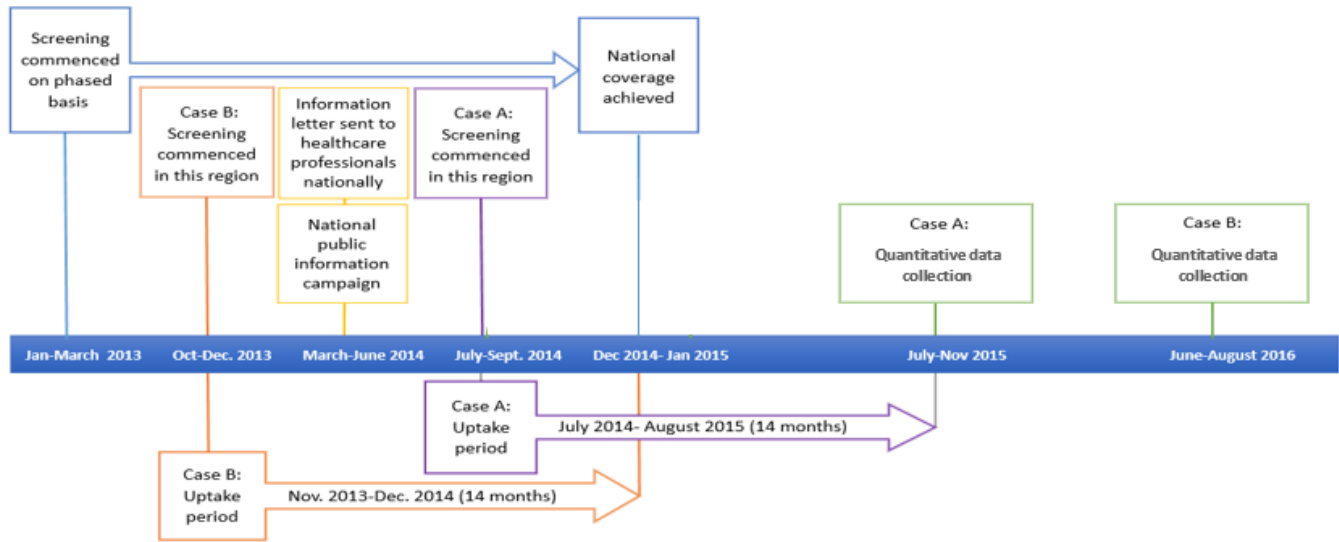 Screening
commenced
on phased
basis
National
coverage
achieved
Case B:
Screening
commenced
in this region
Information
letter sent to
healthcare
professionals
nationally
Case A:
Screening
commenced
in this region
National
public
information
campaign
Case A:
Quantitative data
collection
Case B:
Quantitative data
collection
Jan-March 2013
Oct-Dec. 2013
March-June 2014
July-Sept. 2014
Dec 2014- Jan 2015
July-Nov 2015
June-August 2016
Case A:
Uptake
period
July 2014- August 2015 (14 months)
Case B:
Uptake
period
Nov. 2013-Dec. 2014 (14 months)